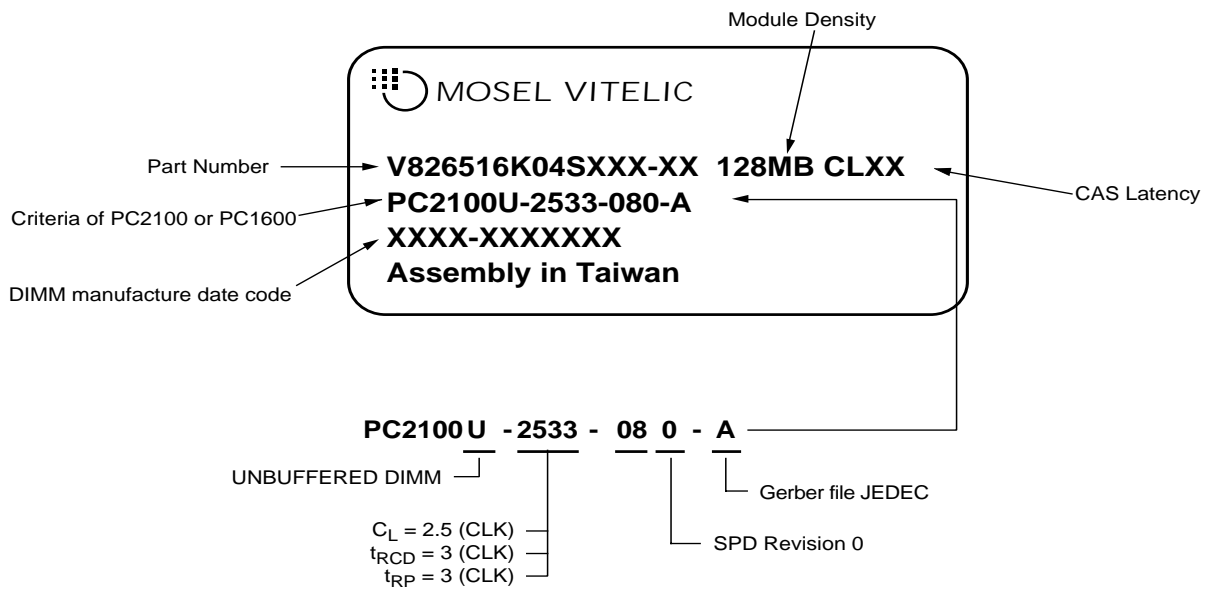 Module Density
MOSEL VITELIC
Part Number
V826516K04SXXX-XX 128MB CLXX
CAS Latency
Criteria of PC2100 or PC1600
PC2100U-2533-080-A
XXXX-XXXXXXX
DIMM manufacture date code
Assembly in Taiwan
PC2100 U - 2533 - 08 0 - A
UNBUFFERED DIMM
Gerber file JEDEC
CL = 2.5 (CLK)
tRCD = 3 (CLK)
tRP = 3 (CLK)
SPD Revision 0